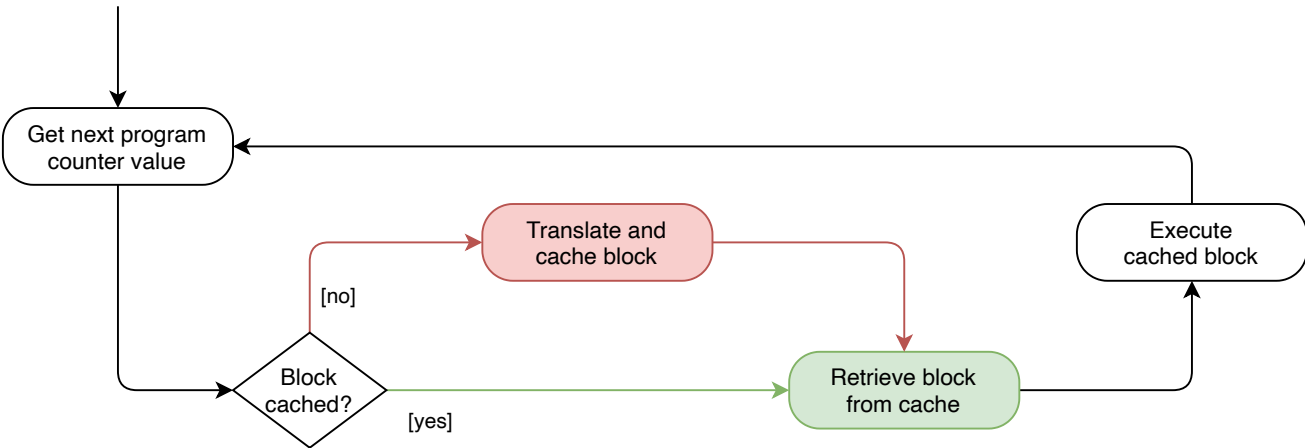 Get next program
counter value
Translate and
cache block
Execute
cached block
[no]
Block
cached?
[yes]
Retrieve block
from cache